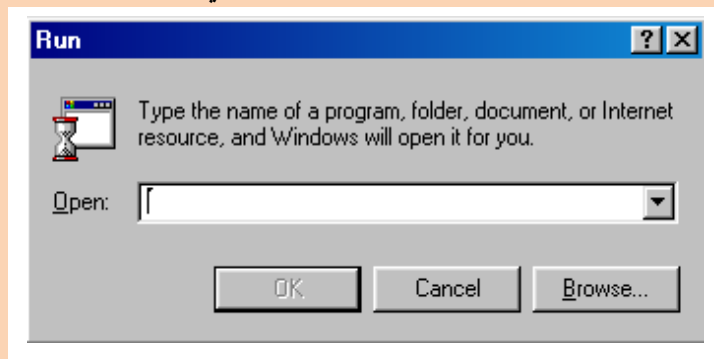 Run
Type the name of a program, folder, document, or Internet
resource, and Windows will open it for you.
Open:
OK
Cancel
Browse...